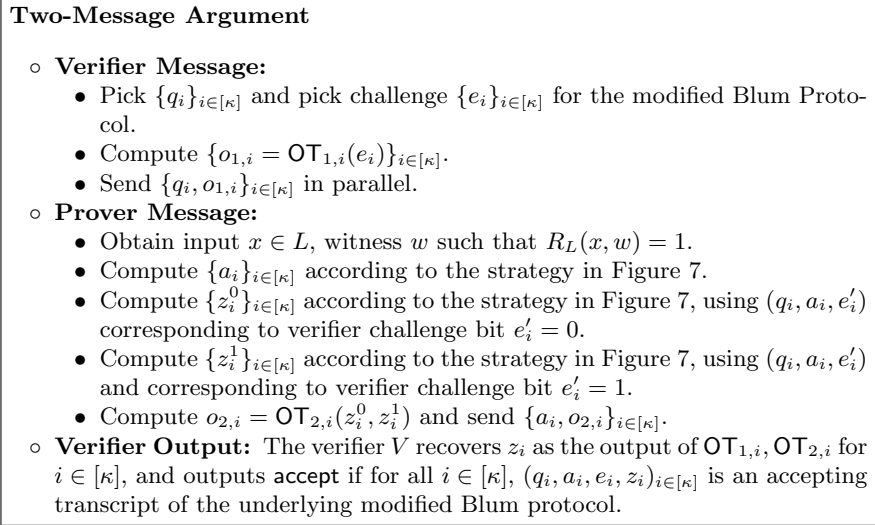 Two-Message Argument
◦ Verifier Message:
• Pick {q_i}_{i∈[κ]} and pick challenge {e_i}_{i∈[κ]} for the modified Blum Proto-
col.
• Compute {o_{1,i} = OT_{1,i}(e_i)}_{i∈[κ]}.
• Send {q_i, o_{1,i}}_{i∈[κ]} in parallel.
◦ Prover Message:
• Obtain input x ∈ L, witness w such that R_L(x, w) = 1.
• Compute {a_i}_{i∈[κ]} according to the strategy in Figure 7.
• Compute {z_i^0}_{i∈[κ]} according to the strategy in Figure 7, using (q_i, a_i, e'_i)
corresponding to verifier challenge bit e'_i = 0.
• Compute {z_i^1}_{i∈[κ]} according to the strategy in Figure 7, using (q_i, a_i, e'_i)
and corresponding to verifier challenge bit e'_i = 1.
• Compute o_{2,i} = OT_{2,i}(z_i^0, z_i^1) and send {a_i, o_{2,i}}_{i∈[κ]}.
◦ Verifier Output: The verifier V recovers z_i as the output of OT_{1,i}, OT_{2,i} for
i ∈ [κ], and outputs accept if for all i ∈ [κ], (q_i, a_i, e_i, z_i)_{i∈[κ]} is an accepting
transcript of the underlying modified Blum protocol.